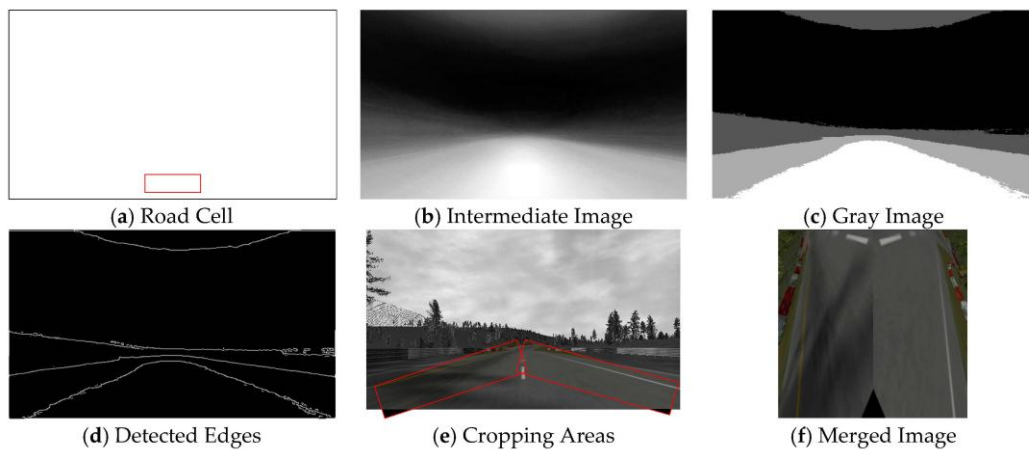 (a) Road Cell
(b) Intermediate Image
(c) Gray Image
(d) Detected Edges
(e) Cropping Areas
(f) Merged Image